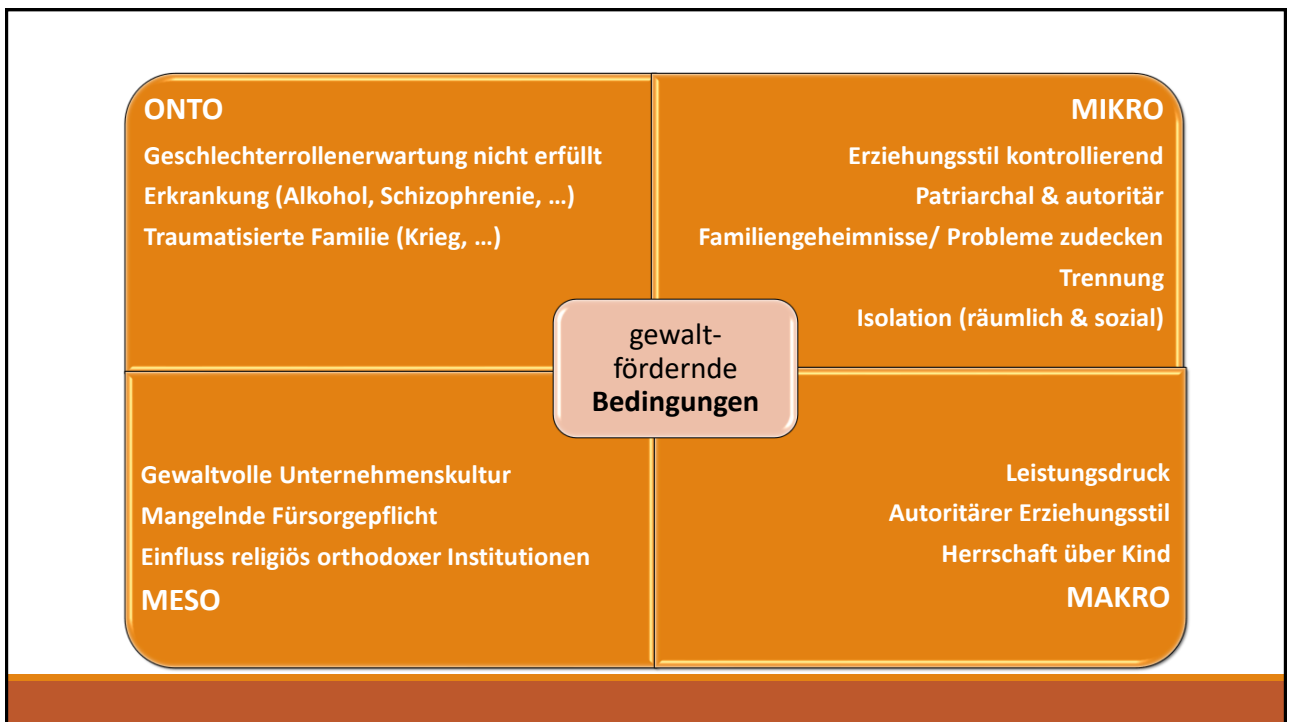 ONTO
Geschlechterrollenerwartung nicht erfüllt
Erkrankung (Alkohol, Schizophrenie, …)
Traumatisierte Familie (Krieg, …)
MIKRO
Erziehungsstil kontrollierend
Patriarchal & autoritär
Familiengeheimnisse/ Probleme zudecken
Trennung
Isolation (räumlich & sozial)
gewalt-
fördernde
Bedingungen
Gewaltvolle Unternehmenskultur
Mangelnde Fürsorgepflicht
Einfluss religiös orthodoxer Institutionen
MESO
Leistungsdruck
Autoritärer Erziehungsstil
Herrschaft über Kind
MAKRO